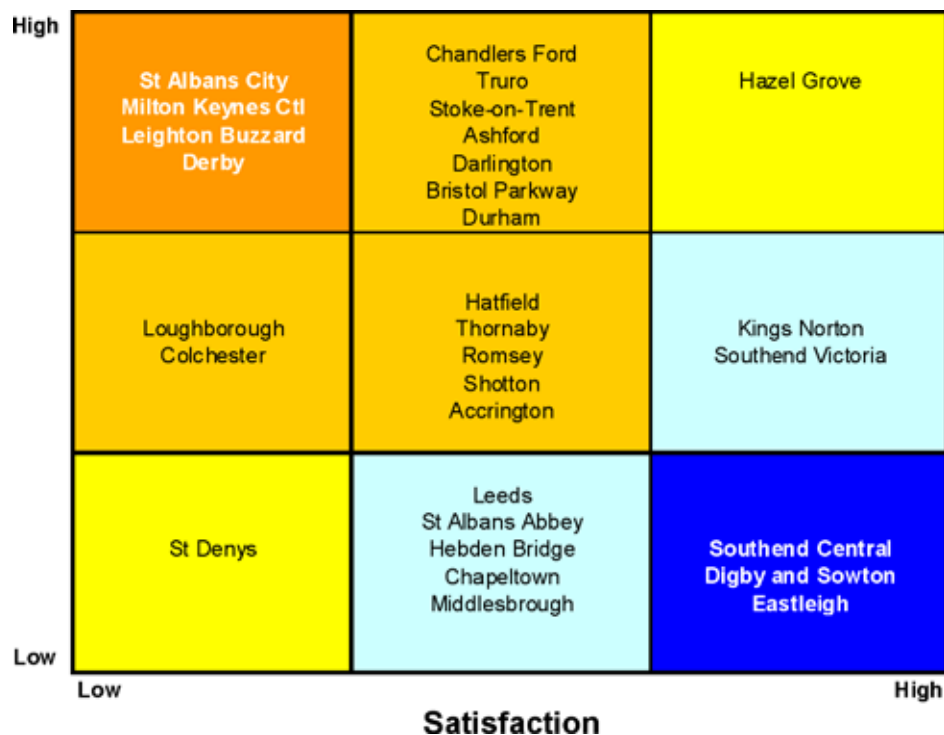 High
St Albans City
Milton Keynes Ctl
Leighton Buzzard
Derby
Chandlers Ford
Truro
Stoke-on-Trent
Ashford
Darlington
Bristol Parkway
Durham
Hazel Grove
Loughborough
Colchester
Hatfield
Thornaby
Romsey
Shotton
Accrington
Kings Norton
Southend Victoria
St Denys
Leeds
St Albans Abbey
Hebden Bridge
Chapeltown
Middlesbrough
Southend Central
Digby and Sowton
Eastleigh
Low
Low
High
Satisfaction